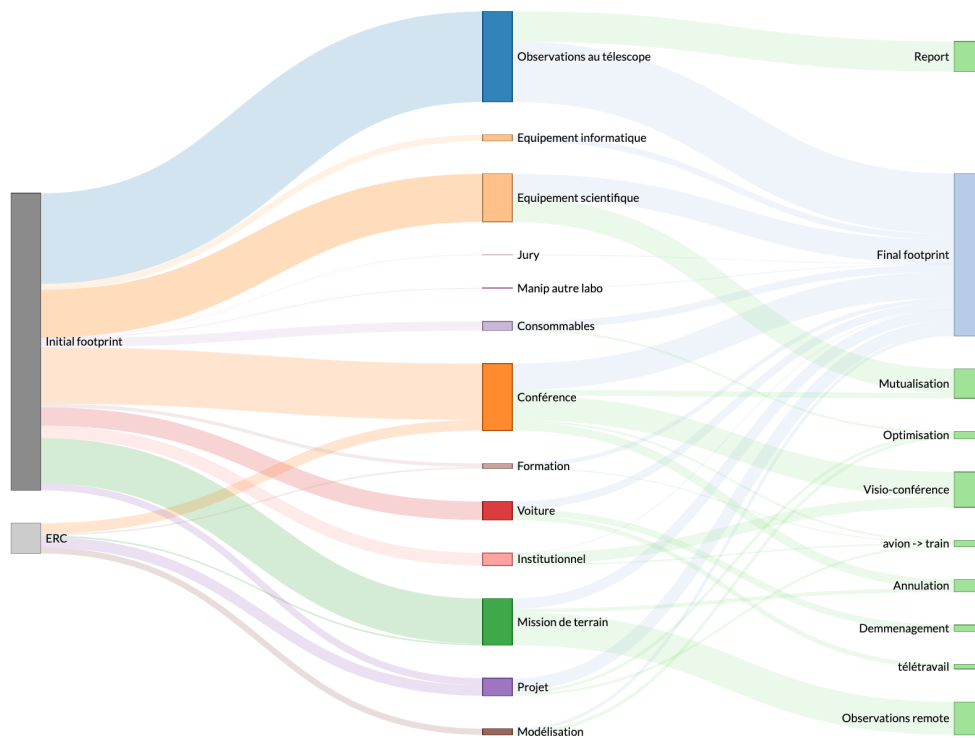 Initial footprint
ERC
Observations au télescope
Equipement informatique
Equipement scientifique
Jury
Manip autre labo
Consommables
Conférence
Formation
Voiture
Institutionnel
Mission de terrain
Projet
Modélisation
Report
Final footprint
Mutualisation
Optimisation
Visio-conférence
avion -> train
Annulation
Demmenagement
télétravail
Observations remote